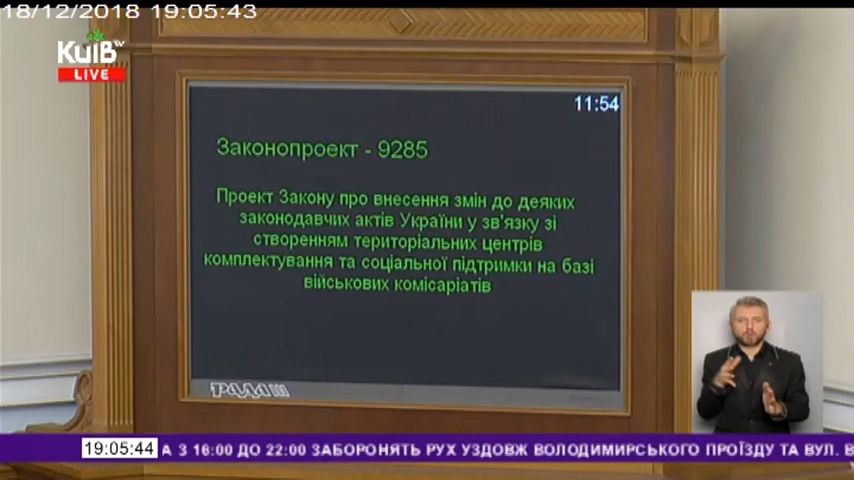 18/12/2018 19:05:43
КиїВ TV
LIVE
11:54
Законопроект - 9285
Проект Закону про внесення змін до деяких
законодавчих актів України у зв'язку зі
створенням територіальних центрів
комплектування та соціальної підтримки на базі
військових комісаріатів
РАДА
19:05:44 А З 16:00 ДО 22:00 ЗАБОРОНЯТЬ РУХ УЗДОВЖ ВОЛОДИМИРСЬКОГО ПРОЇЗДУ ТА ВУЛ. В